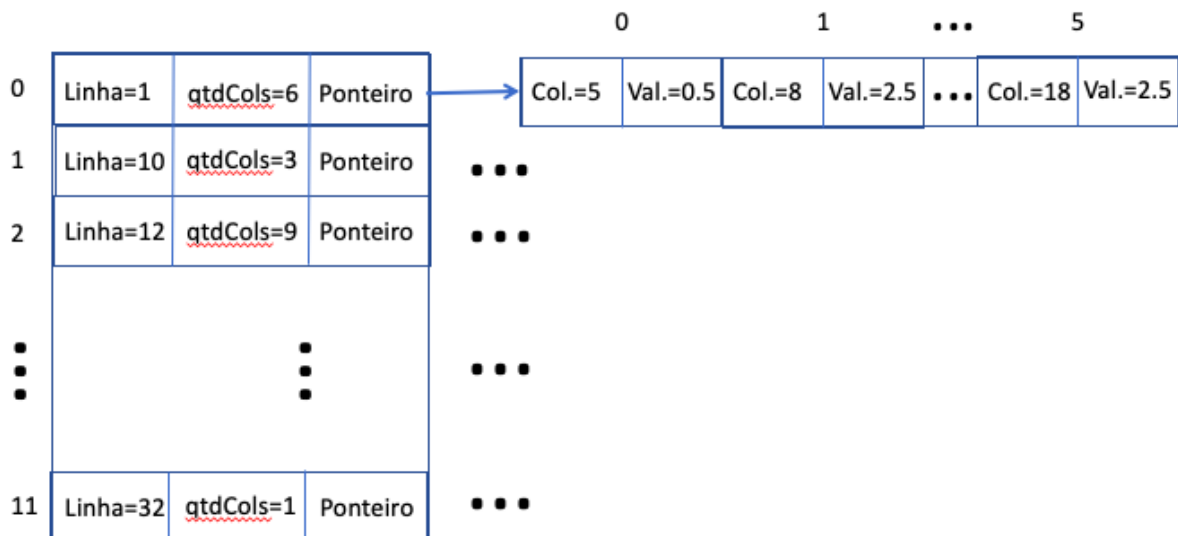 0 1 ... 5
0 Linha=1 qtdCols=6 Ponteiro Col.=5 Val.=0.5 Col.=8 Val.=2.5 ... Col.=18 Val.=2.5
1 Linha=10 qtdCols=3 Ponteiro ...
2 Linha=12 qtdCols=9 Ponteiro ...
11 Linha=32 qtdCols=1 Ponteiro ...